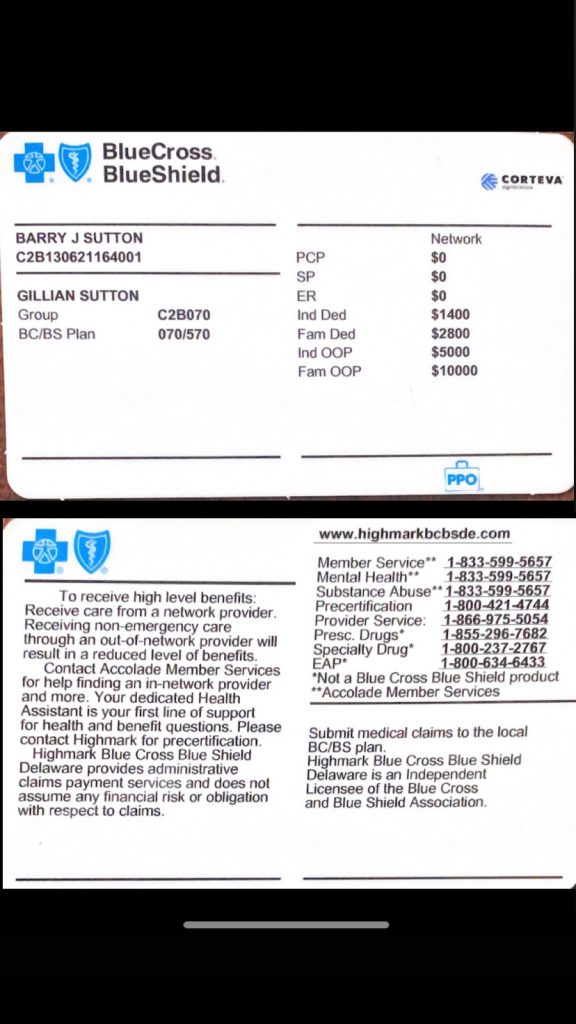 BlueCross
BlueShield
CORTEVA
agriscience
BARRY J SUTTON
C2B130621164001
GILLIAN SUTTON
Group C2B070
BC/BS Plan 070/570
Network
PCP $0
SP $0
ER $0
Ind Ded $1400
Fam Ded $2800
Ind OOP $5000
Fam OOP $10000
PPO
To receive high level benefits:
Receive care from a network provider.
Receiving non-emergency care
through an out-of-network provider will
result in a reduced level of benefits.
Contact Accolade Member Services
for help finding an in-network provider
and more. Your dedicated Health
Assistant is your first line of support
for health and benefit questions. Please
contact Highmark for precertification.
Highmark Blue Cross Blue Shield
Delaware provides administrative
claims payment services and does not
assume any financial risk or obligation
with respect to claims.
www.highmarkbcbsde.com
Member Service** 1-833-599-5657
Mental Health** 1-833-599-5657
Substance Abuse** 1-833-599-5657
Precertification 1-800-421-4744
Provider Service: 1-866-975-5054
Presc. Drugs* 1-855-296-7682
Specialty Drug* 1-800-237-2767
EAP* 1-800-634-6433
*Not a Blue Cross Blue Shield product
**Accolade Member Services
Submit medical claims to the local
BC/BS plan.
Highmark Blue Cross Blue Shield
Delaware is an Independent
Licensee of the Blue Cross
and Blue Shield Association.